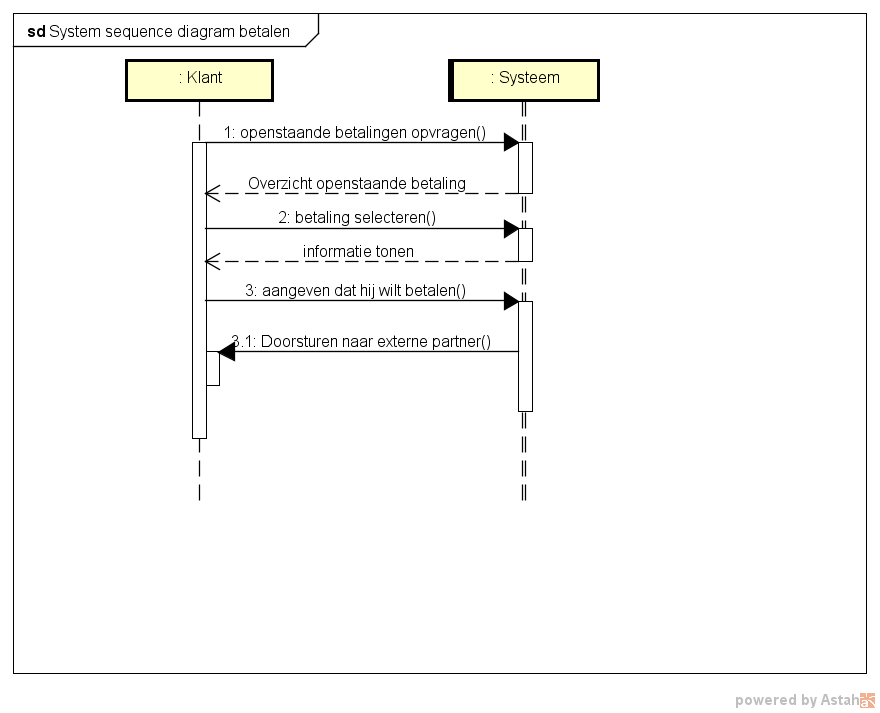 sd System sequence diagram betalen
: Klant
: Systeem
1: openstaande betalingen opvragen()
Overzicht openstaande betaling
2: betaling selecteren()
informatie tonen
3: aangeven dat hij wilt betalen()
3.1: Doorsturen naar externe partner()
powered by Astah